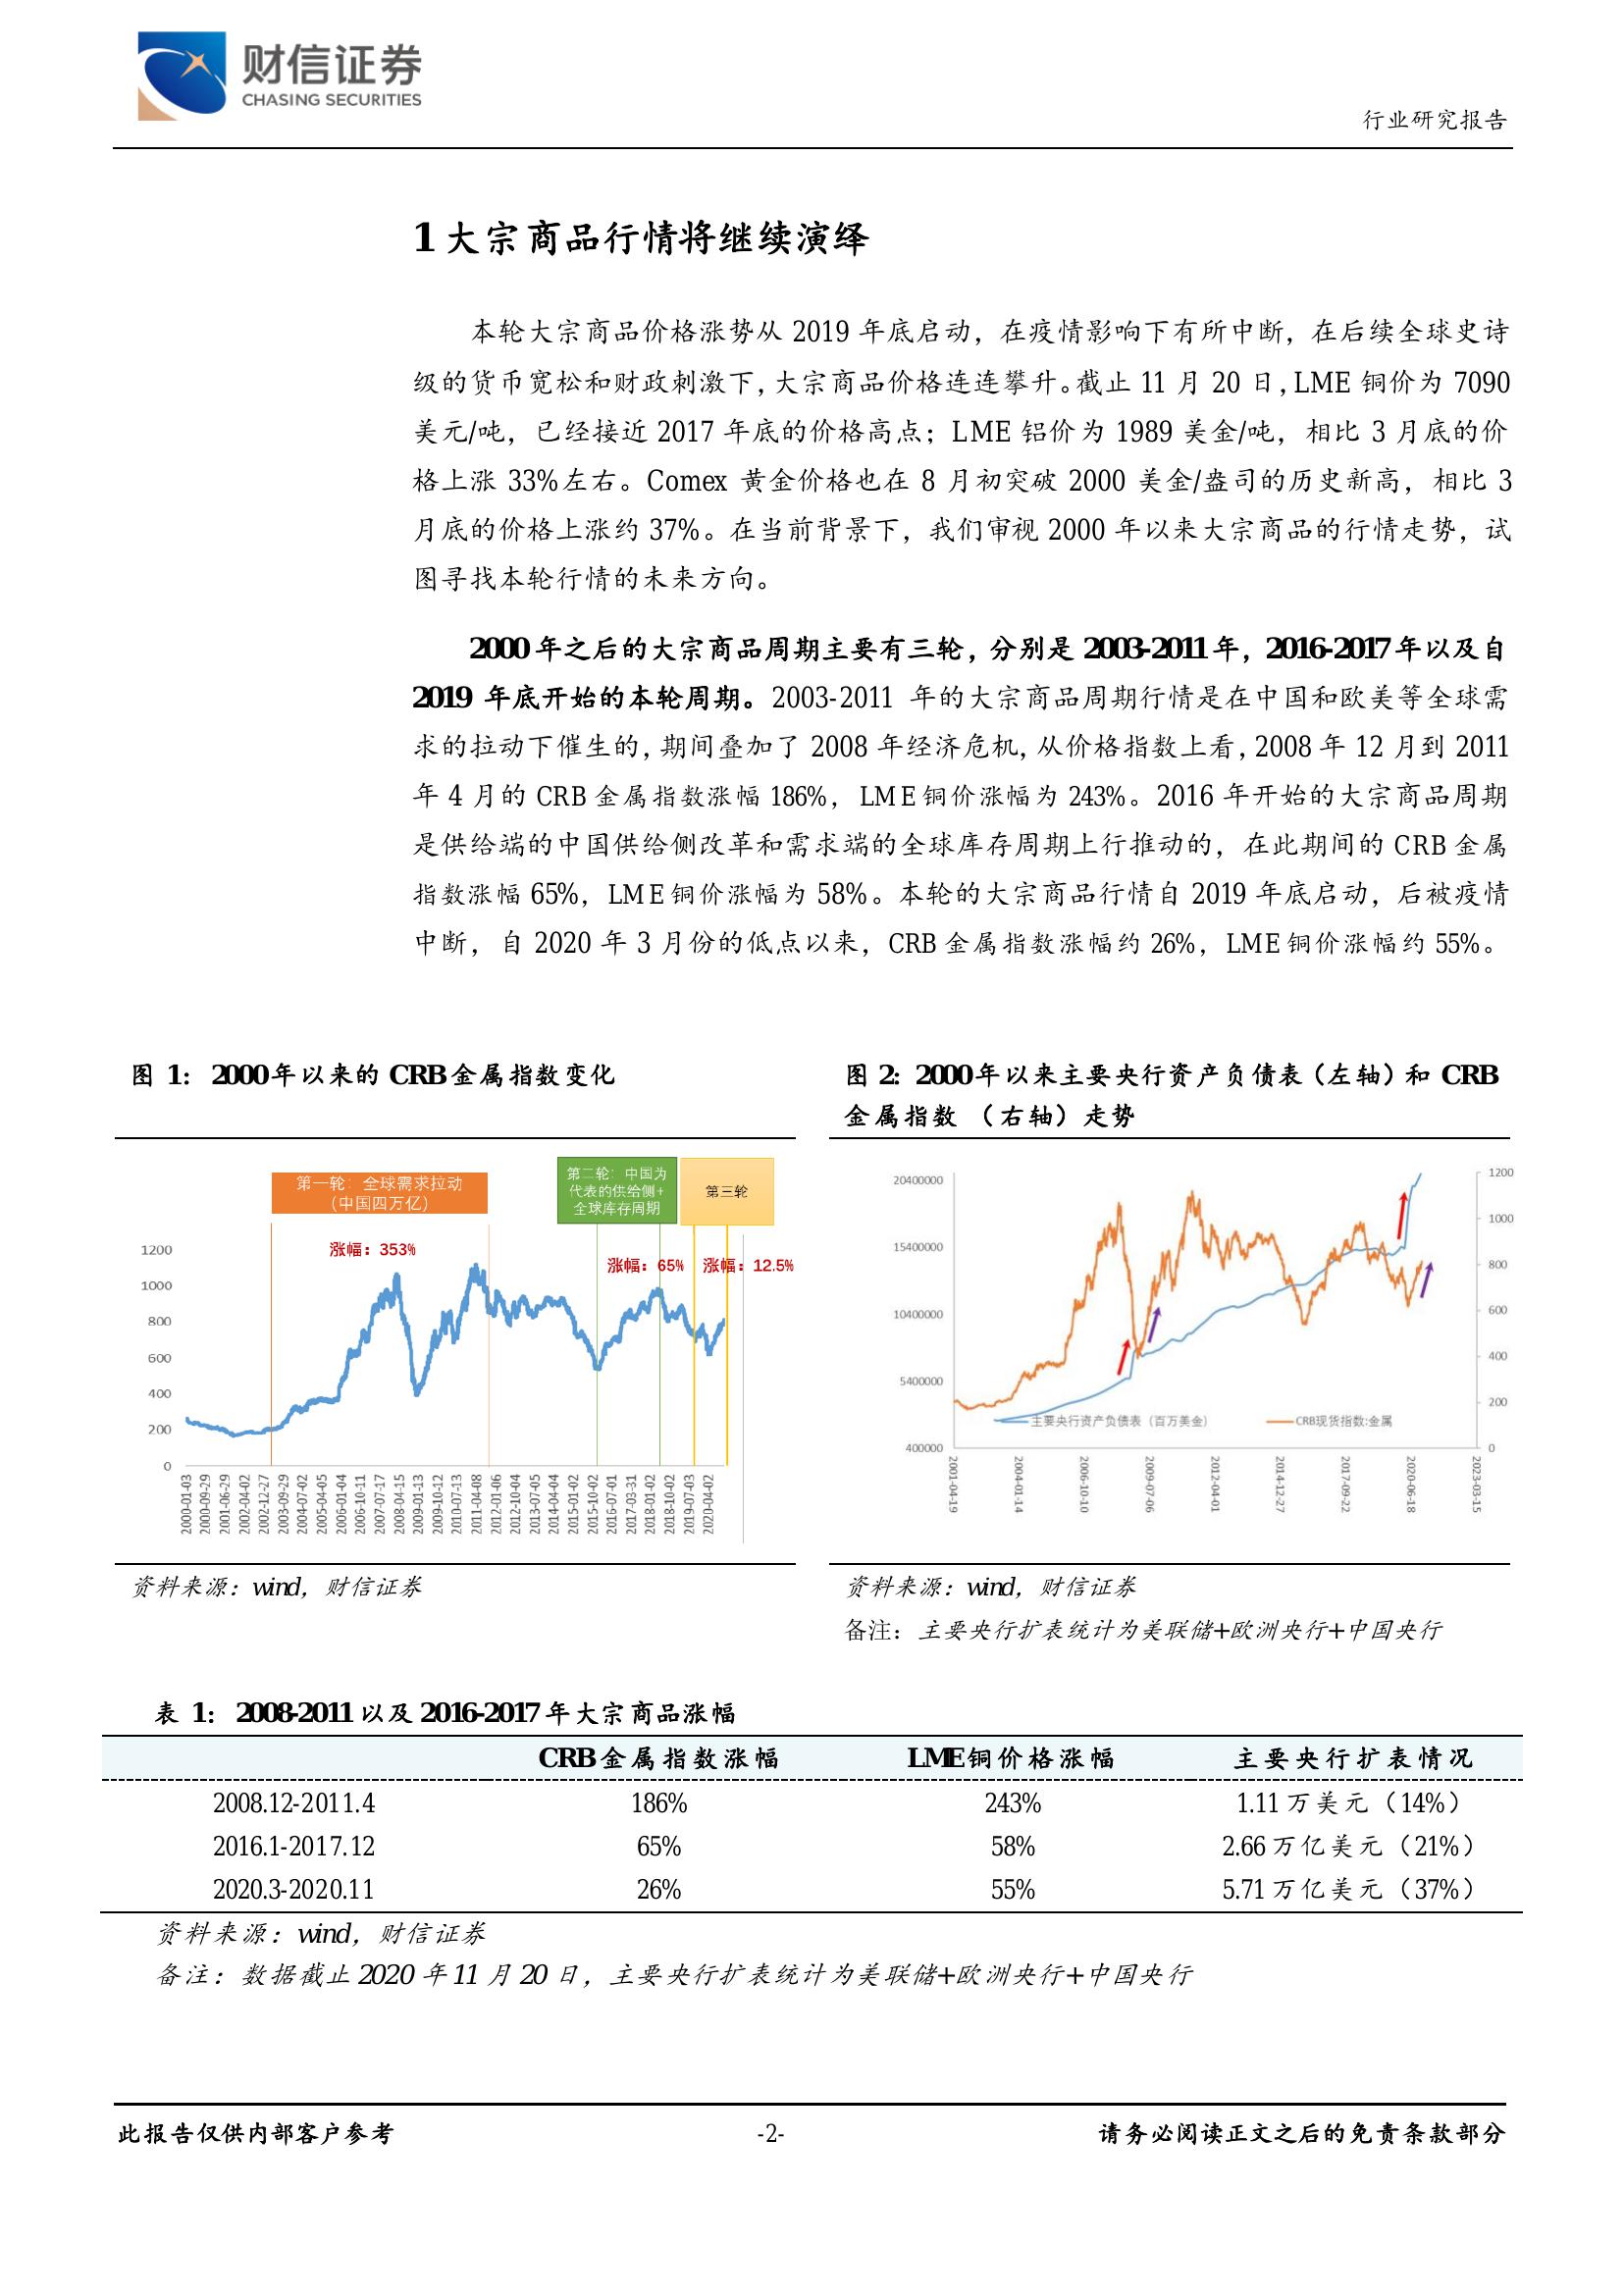 财信证券
CHASING SECURITIES
行业研究报告
1 大宗商品行情将继续演绎
本轮大宗商品价格涨势从 2019 年底启动，在疫情影响下有所中断，在后续全球史诗
级的货币宽松和财政刺激下，大宗商品价格连连攀升。截止 11 月 20 日，LME 铜价为 7090
美元/吨，已经接近 2017 年底的价格高点；LME 铝价为 1989 美金/吨，相比 3 月底的价
格上涨 33%左右。Comex 黄金价格也在 8 月初突破 2000 美金/盎司的历史新高，相比 3
月底的价格上涨约 37%。在当前背景下，我们审视 2000 年以来大宗商品的行情走势，试
图寻找本轮行情的未来方向。
2000 年之后的大宗商品周期主要有三轮，分别是 2003-2011 年，2016-2017 年以及自
2019 年底开始的本轮周期。2003-2011 年的大宗商品周期行情是在中国和欧美等全球需
求的拉动下催生的，期间叠加了 2008 年经济危机，从价格指数上看，2008 年 12 月到 2011
年 4 月的 CRB 金属指数涨幅 186%，LME 铜价涨幅为 243%。2016 年开始的大宗商品周期
是供给端的中国供给侧改革和需求端的全球库存周期上行推动的，在此期间的 CRB 金属
指数涨幅 65%，LME 铜价涨幅为 58%。本轮的大宗商品行情自 2019 年底启动，后被疫情
中断，自 2020 年 3 月份的低点以来，CRB 金属指数涨幅约 26%，LME 铜价涨幅约 55%。
图 1： 2000 年以来的 CRB 金属指数变化
第一轮：全球需求拉动
（中国四万亿）
第二轮：中国为
代表的供给侧+
全球库存周期
第三轮
涨幅：353%
涨幅：65%
涨幅：12.5%
1200
1000
800
600
400
200
0
2000-01-03
2000-09-29
2001-06-29
2002-04-02
2002-12-27
2003-09-29
2004-07-02
2005-04-05
2006-01-04
2006-10-11
2007-07-17
2008-04-15
2009-01-13
2009-10-12
2010-07-13
2011-04-08
2012-01-06
2012-10-04
2013-07-05
2014-04-04
2015-01-02
2015-10-02
2016-07-01
2017-03-31
2018-01-02
2018-10-02
2019-07-03
2020-04-02
资料来源：wind，财信证券
图 2: 2000 年以来主要央行资产负债表（左轴）和 CRB
金属指数 （右轴）走势
20400000
15400000
10400000
5400000
400000
1200
1000
800
600
400
200
0
主要央行资产负债表（百万美金）
CRB现货指数:金属
2001-04-19
2004-01-14
2006-10-10
2009-07-06
2012-04-01
2014-12-27
2017-09-22
2020-06-18
2023-03-15
资料来源：wind，财信证券
备注：主要央行扩表统计为美联储+欧洲央行+中国央行
表 1： 2008-2011 以及 2016-2017 年大宗商品涨幅
CRB 金属指数涨幅 LME 铜价格涨幅 主要央行扩表情况
2008.12-2011.4 186% 243% 1.11 万美元（14%）
2016.1-2017.12 65% 58% 2.66 万亿美元（21%）
2020.3-2020.11 26% 55% 5.71 万亿美元（37%）
资料来源：wind，财信证券
备注：数据截止 2020 年 11 月 20 日，主要央行扩表统计为美联储+欧洲央行+中国央行
此报告仅供内部客户参考 -2- 请务必阅读正文之后的免责条款部分